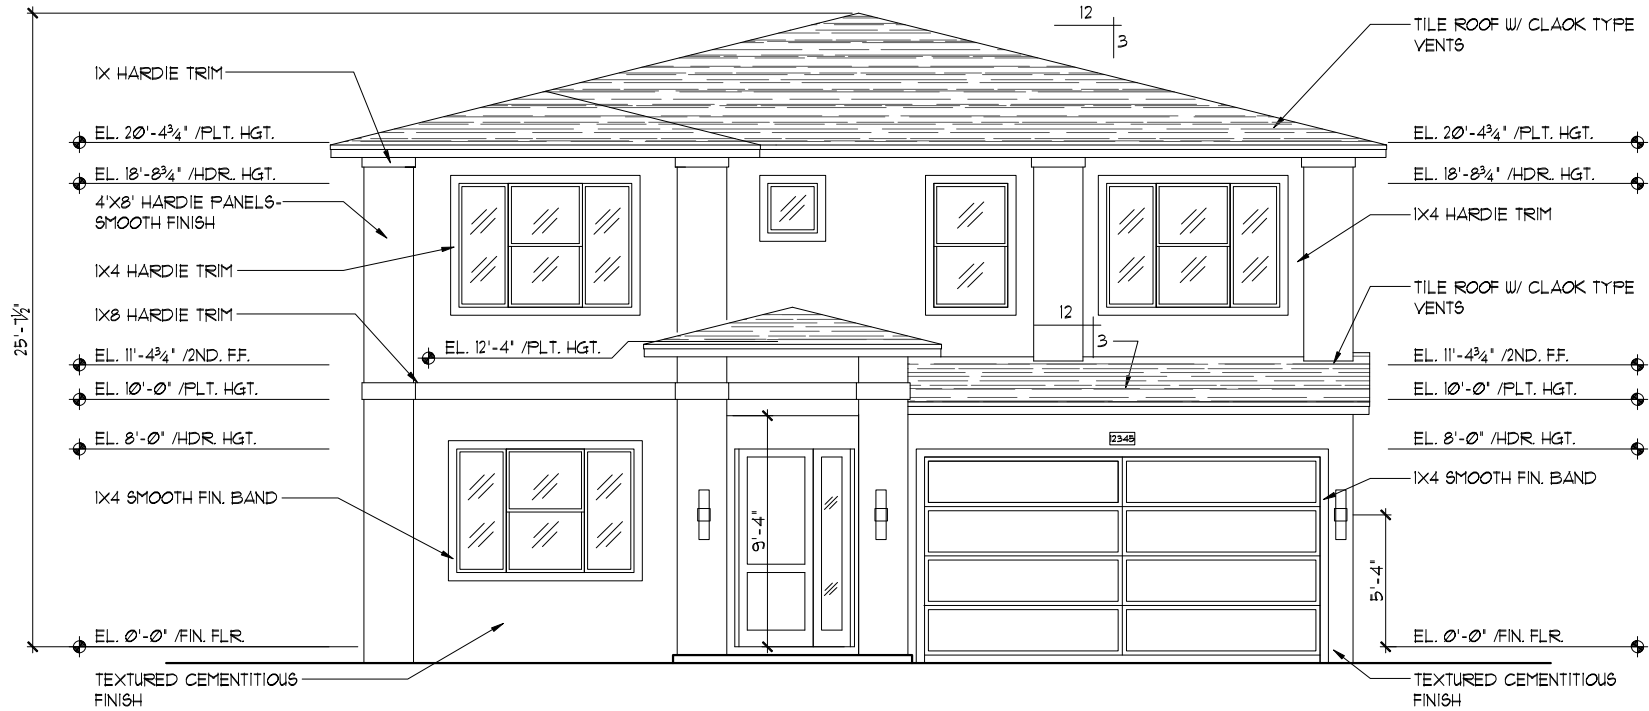 12
3
TILE ROOF W/ CLAOK TYPE
VENTS
1X HARDIE TRIM
EL. 20'-4¾" /PLT. HGT.
EL. 20'-4¾" /PLT. HGT.
EL. 18'-8¾" /HDR. HGT.
EL. 18'-8¾" /HDR. HGT.
4'X8' HARDIE PANELS-
SMOOTH FINISH
1X4 HARDIE TRIM
1X4 HARDIE TRIM
TILE ROOF W/ CLAOK TYPE
VENTS
1X8 HARDIE TRIM
12
3
25'-7½"
EL. 12'-4" /PLT. HGT.
EL. 11'-4¾" /2ND. F.F.
EL. 11'-4¾" /2ND. F.F.
EL. 10'-0" /PLT. HGT.
EL. 10'-0" /PLT. HGT.
EL. 8'-0" /HDR. HGT.
12345
EL. 8'-0" /HDR. HGT.
1X4 SMOOTH FIN. BAND
1X4 SMOOTH FIN. BAND
9'-4"
5'-4"
EL. 0'-0" /FIN. FLR.
EL. 0'-0" /FIN. FLR.
TEXTURED CEMENTITIOUS
FINISH
TEXTURED CEMENTITIOUS
FINISH